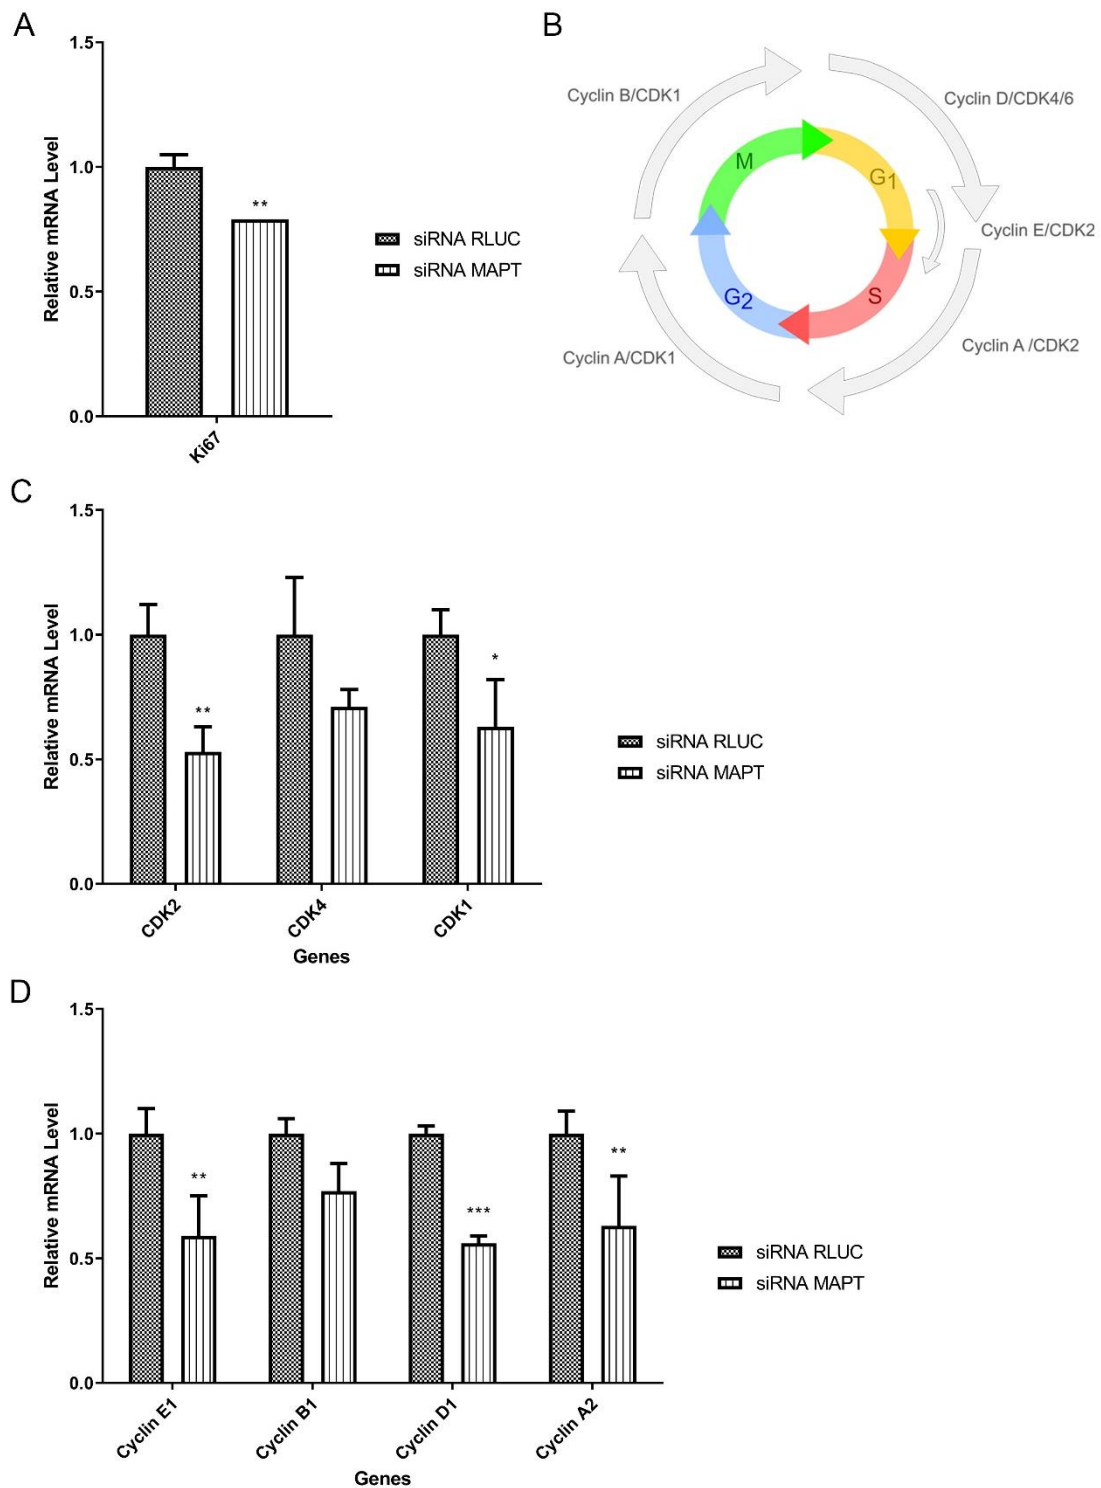 A
1.5
1.0
0.5
0.0
Relative mRNA Level
**
Ki67
siRNA RLUC
siRNA MAPT
B
Cyclin B/CDK1
Cyclin D/CDK4/6
M
G1
Cyclin E/CDK2
G2
S
Cyclin A/CDK1
Cyclin A /CDK2
C
1.5
1.0
0.5
0.0
Relative mRNA Level
**
*
CDK2
CDK4
CDK1
Genes
siRNA RLUC
siRNA MAPT
D
1.5
1.0
0.5
0.0
Relative mRNA Level
**
***
**
Cyclin E1
Cyclin B1
Cyclin D1
Cyclin A2
Genes
siRNA RLUC
siRNA MAPT